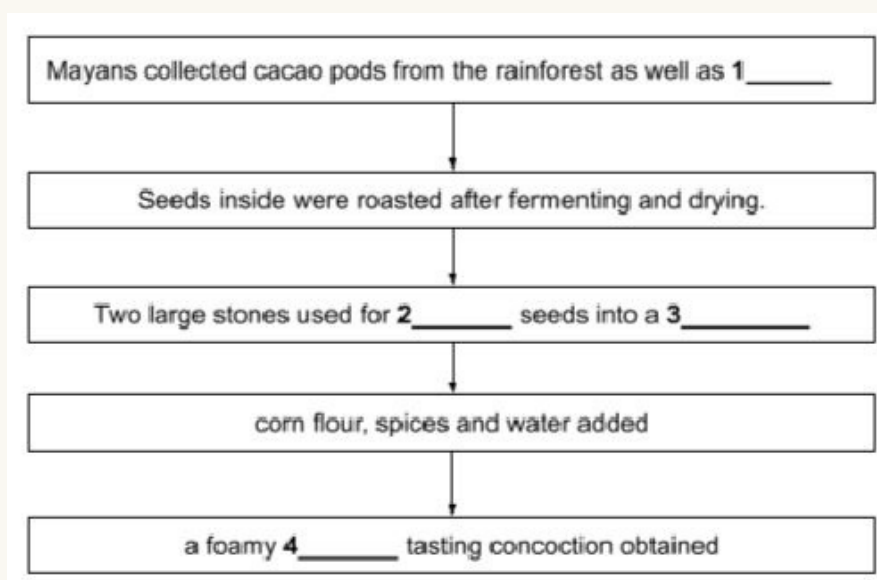 Mayans collected cacao pods from the rainforest as well as 1______
Seeds inside were roasted after fermenting and drying.
Two large stones used for 2_______ seeds into a 3_________
corn flour, spices and water added
a foamy 4_______ tasting concoction obtained